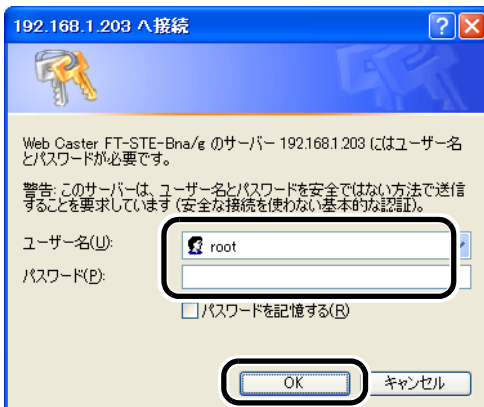 192.168.1.203 へ接続
Web Caster FT-STE-Bna/g のサーバー 192.168.1.203 にはユーザー名
とパスワードが必要です。
警告: このサーバーは、ユーザー名とパスワードを安全ではない方法で送信
することを要求しています (安全な接続を使わない基本的な認証)。
ユーザー名(U):
root
パスワード(P):
パスワードを記憶する(R)
OK
キャンセル